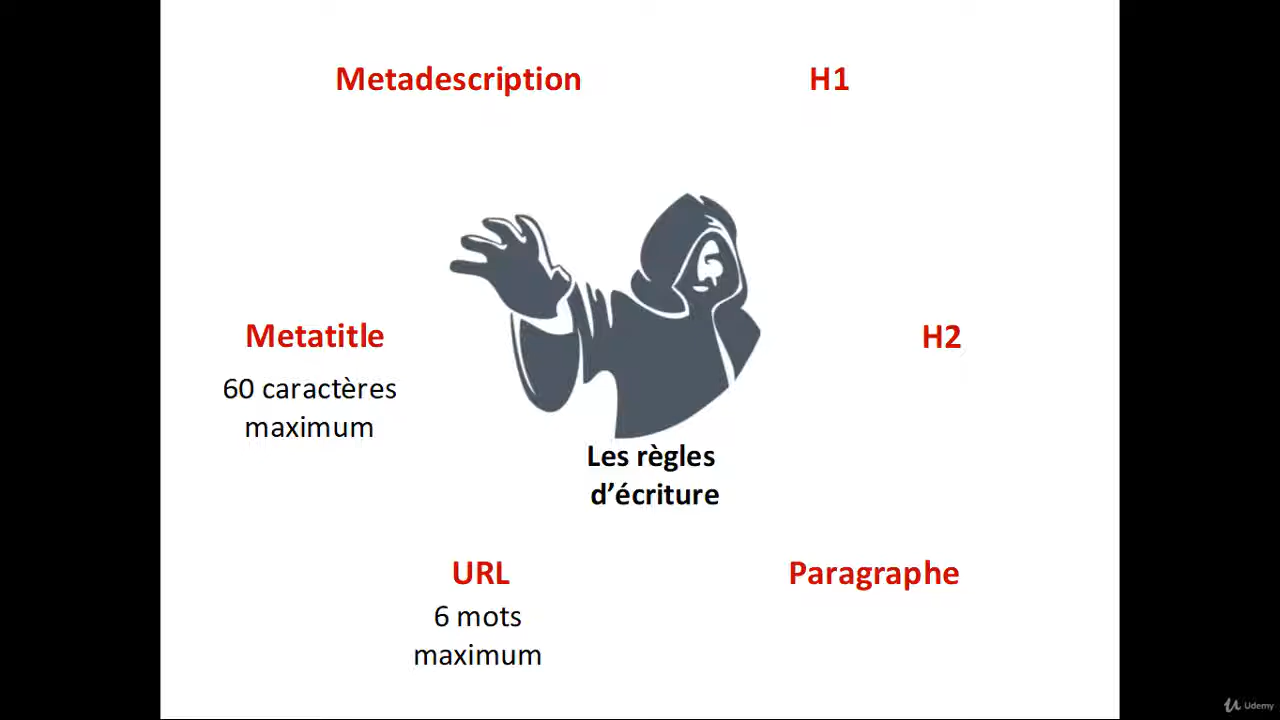 Metadescription
H1
Metatitle
60 caractères
maximum
H2
Les règles
d’écriture
URL
6 mots
maximum
Paragraphe
Udemy